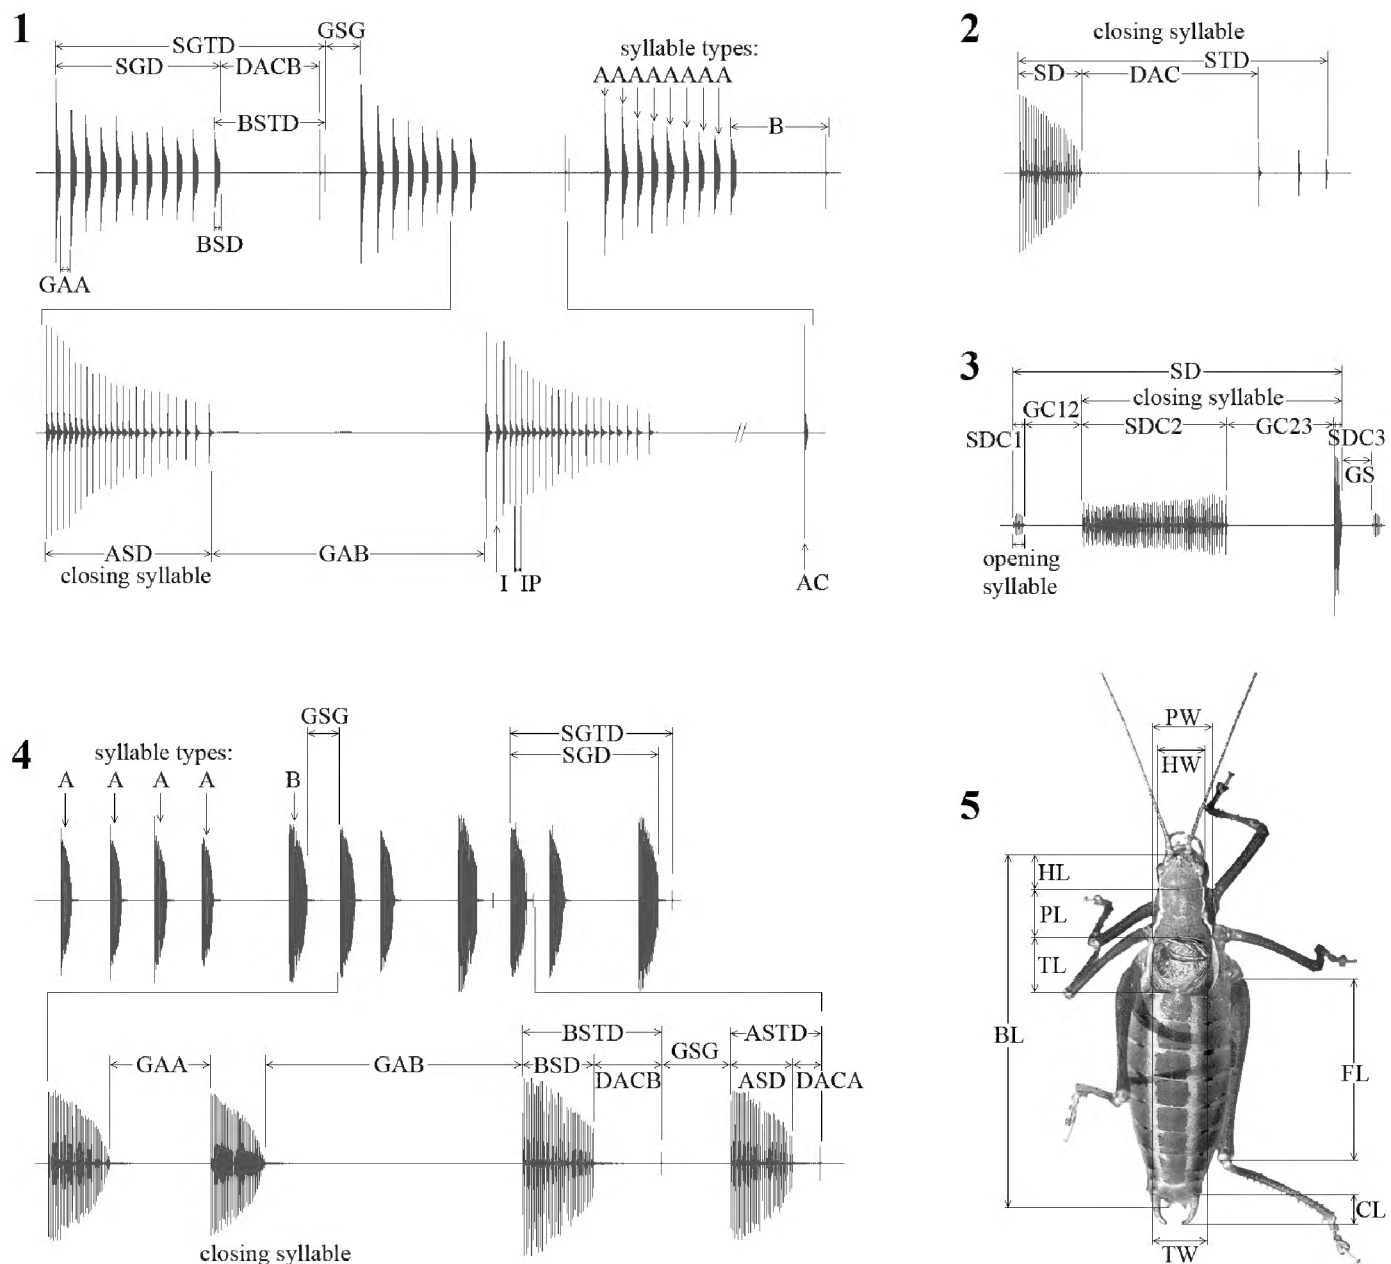 1
GSG
SGTD
SGD
DACB
BSTD
BSD
GAA
syllable types:
AAAAAAAA
B
ASD
closing syllable
GAB
I
IP
AC
2
closing syllable
STD
SD
DAC
3
SD
closing syllable
GC12
SDC1
SDC2
GC23
SDC3
GS
opening
syllable
4
GSG
syllable types:
A
A
A
A
B
SGTD
SGD
GAA
GAB
BSTD
BSD
DACB
GSG
ASTD
ASD
DACA
closing syllable
5
PW
HW
HL
PL
TL
BL
FL
CL
TW